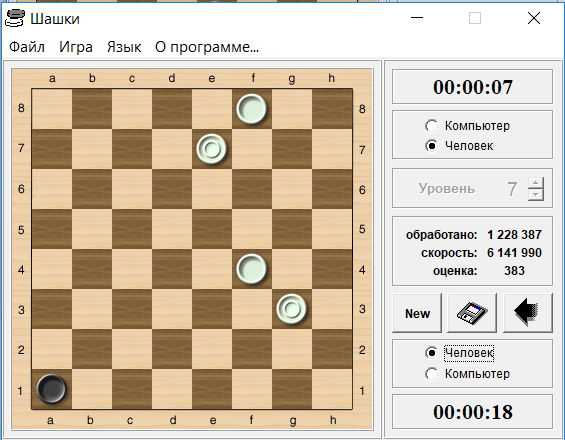 Шашки
Файл Игра Язык О программе...
a b c d e f g h
8 8
7 7
6 6
5 5
4 4
3 3
2 2
1 1
a b c d e f g h
00:00:07
Компьютер
Человек
Уровень 7
обработано: 1 228 387
скорость: 6 141 990
оценка: 383
New
Человек
Компьютер
00:00:18